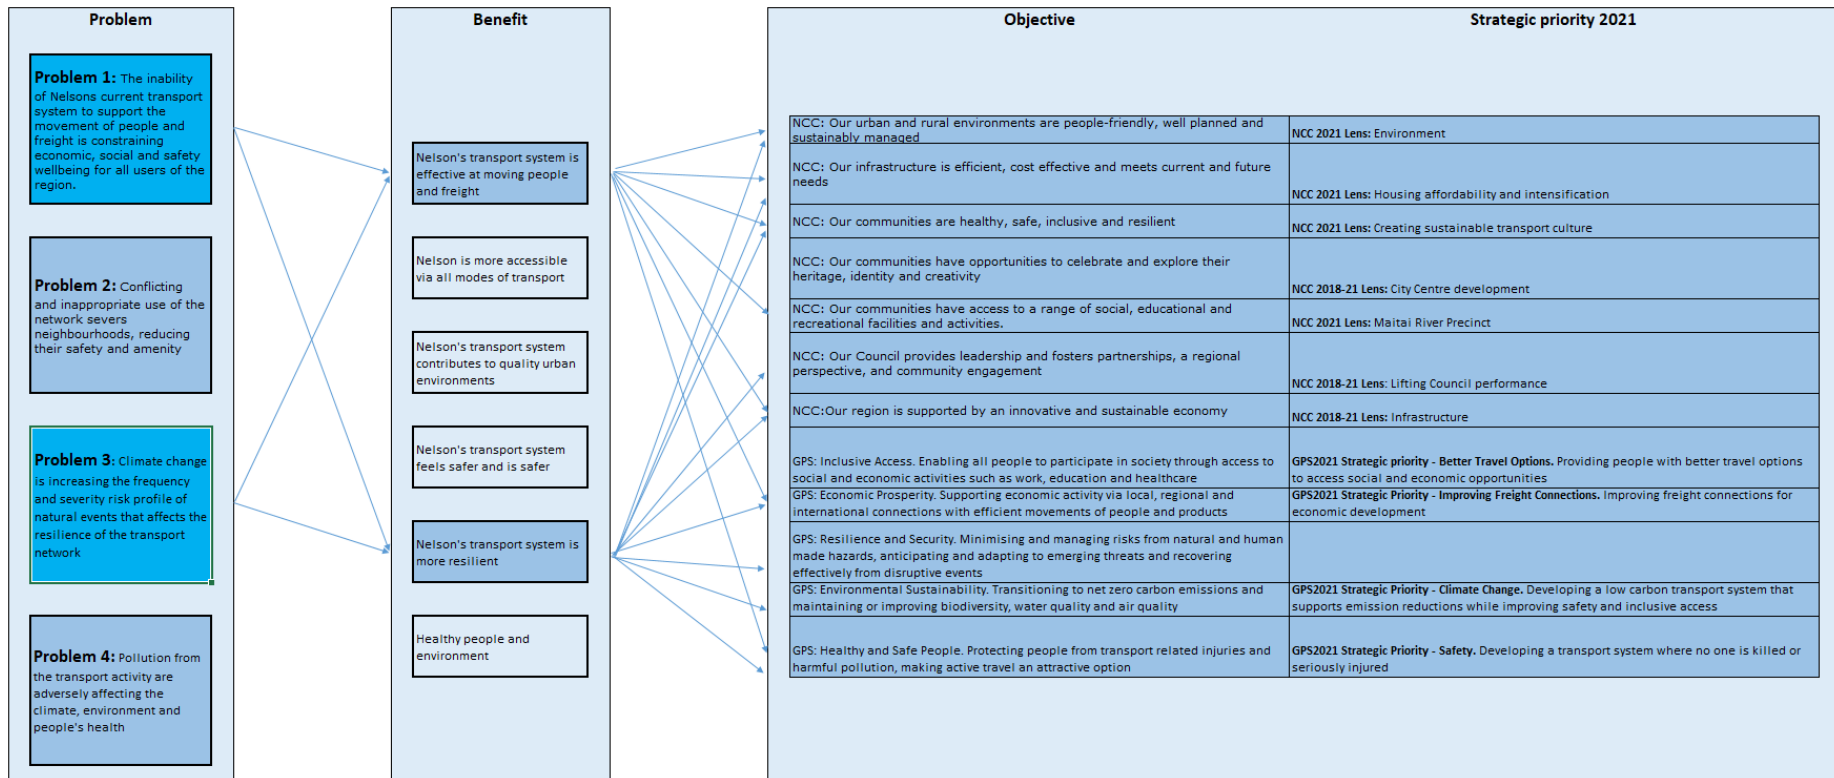 Problem
Problem 1: The inability
of Nelsons current transport
system to support the
movement of people and
freight is constraining
economic, social and safety
wellbeing for all users of the
region.
Problem 2: Conflicting
and inappropriate use of the
network severs
neighbourhoods, reducing
their safety and amenity
Problem 3: Climate change
is increasing the frequency
and severity risk profile of
natural events that affects the
resilience of the transport
network
Problem 4: Pollution from
the transport activity are
adversely affecting the
climate, environment and
people's health
Benefit
Nelson's transport system is
effective at moving people
and freight
Nelson is more accessible
via all modes of transport
Nelson's transport system
contributes to quality urban
environments
Nelson's transport system
feels safer and is safer
Nelson's transport system is
more resilient
Healthy people and
environment
Objective
Strategic priority 2021
NCC: Our urban and rural environments are people-friendly, well planned and
sustainably managed
NCC 2021 Lens: Environment
NCC: Our infrastructure is efficient, cost effective and meets current and future
needs
NCC 2021 Lens: Housing affordability and intensification
NCC: Our communities are healthy, safe, inclusive and resilient
NCC 2021 Lens: Creating sustainable transport culture
NCC: Our communities have opportunities to celebrate and explore their
heritage, identity and creativity
NCC 2018-21 Lens: City Centre development
NCC: Our communities have access to a range of social, educational and
recreational facilities and activities.
NCC 2021 Lens: Maitai River Precinct
NCC: Our Council provides leadership and fosters partnerships, a regional
perspective, and community engagement
NCC 2018-21 Lens: Lifting Council performance
NCC:Our region is supported by an innovative and sustainable economy
NCC 2018-21 Lens: Infrastructure
GPS: Inclusive Access. Enabling all people to participate in society through access to
social and economic activities such as work, education and healthcare
GPS2021 Strategic priority - Better Travel Options. Providing people with better travel options
to access social and economic opportunities
GPS: Economic Prosperity. Supporting economic activity via local, regional and
international connections with efficient movements of people and products
GPS2021 Strategic Priority - Improving Freight Connections. Improving freight connections for
economic development
GPS: Resilience and Security. Minimising and managing risks from natural and human
made hazards, anticipating and adapting to emerging threats and recovering
effectively from disruptive events
GPS: Environmental Sustainability. Transitioning to net zero carbon emissions and
maintaining or improving biodiversity, water quality and air quality
GPS2021 Strategic Priority - Climate Change. Developing a low carbon transport system that
supports emission reductions while improving safety and inclusive access
GPS: Healthy and Safe People. Protecting people from transport related injuries and
harmful pollution, making active travel an attractive option
GPS2021 Strategic Priority - Safety. Developing a transport system where no one is killed or
seriously injured